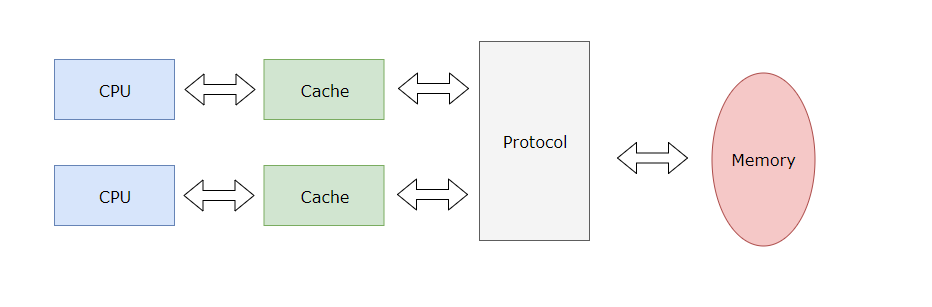 CPU
Cache
Protocol
Memory
CPU
Cache